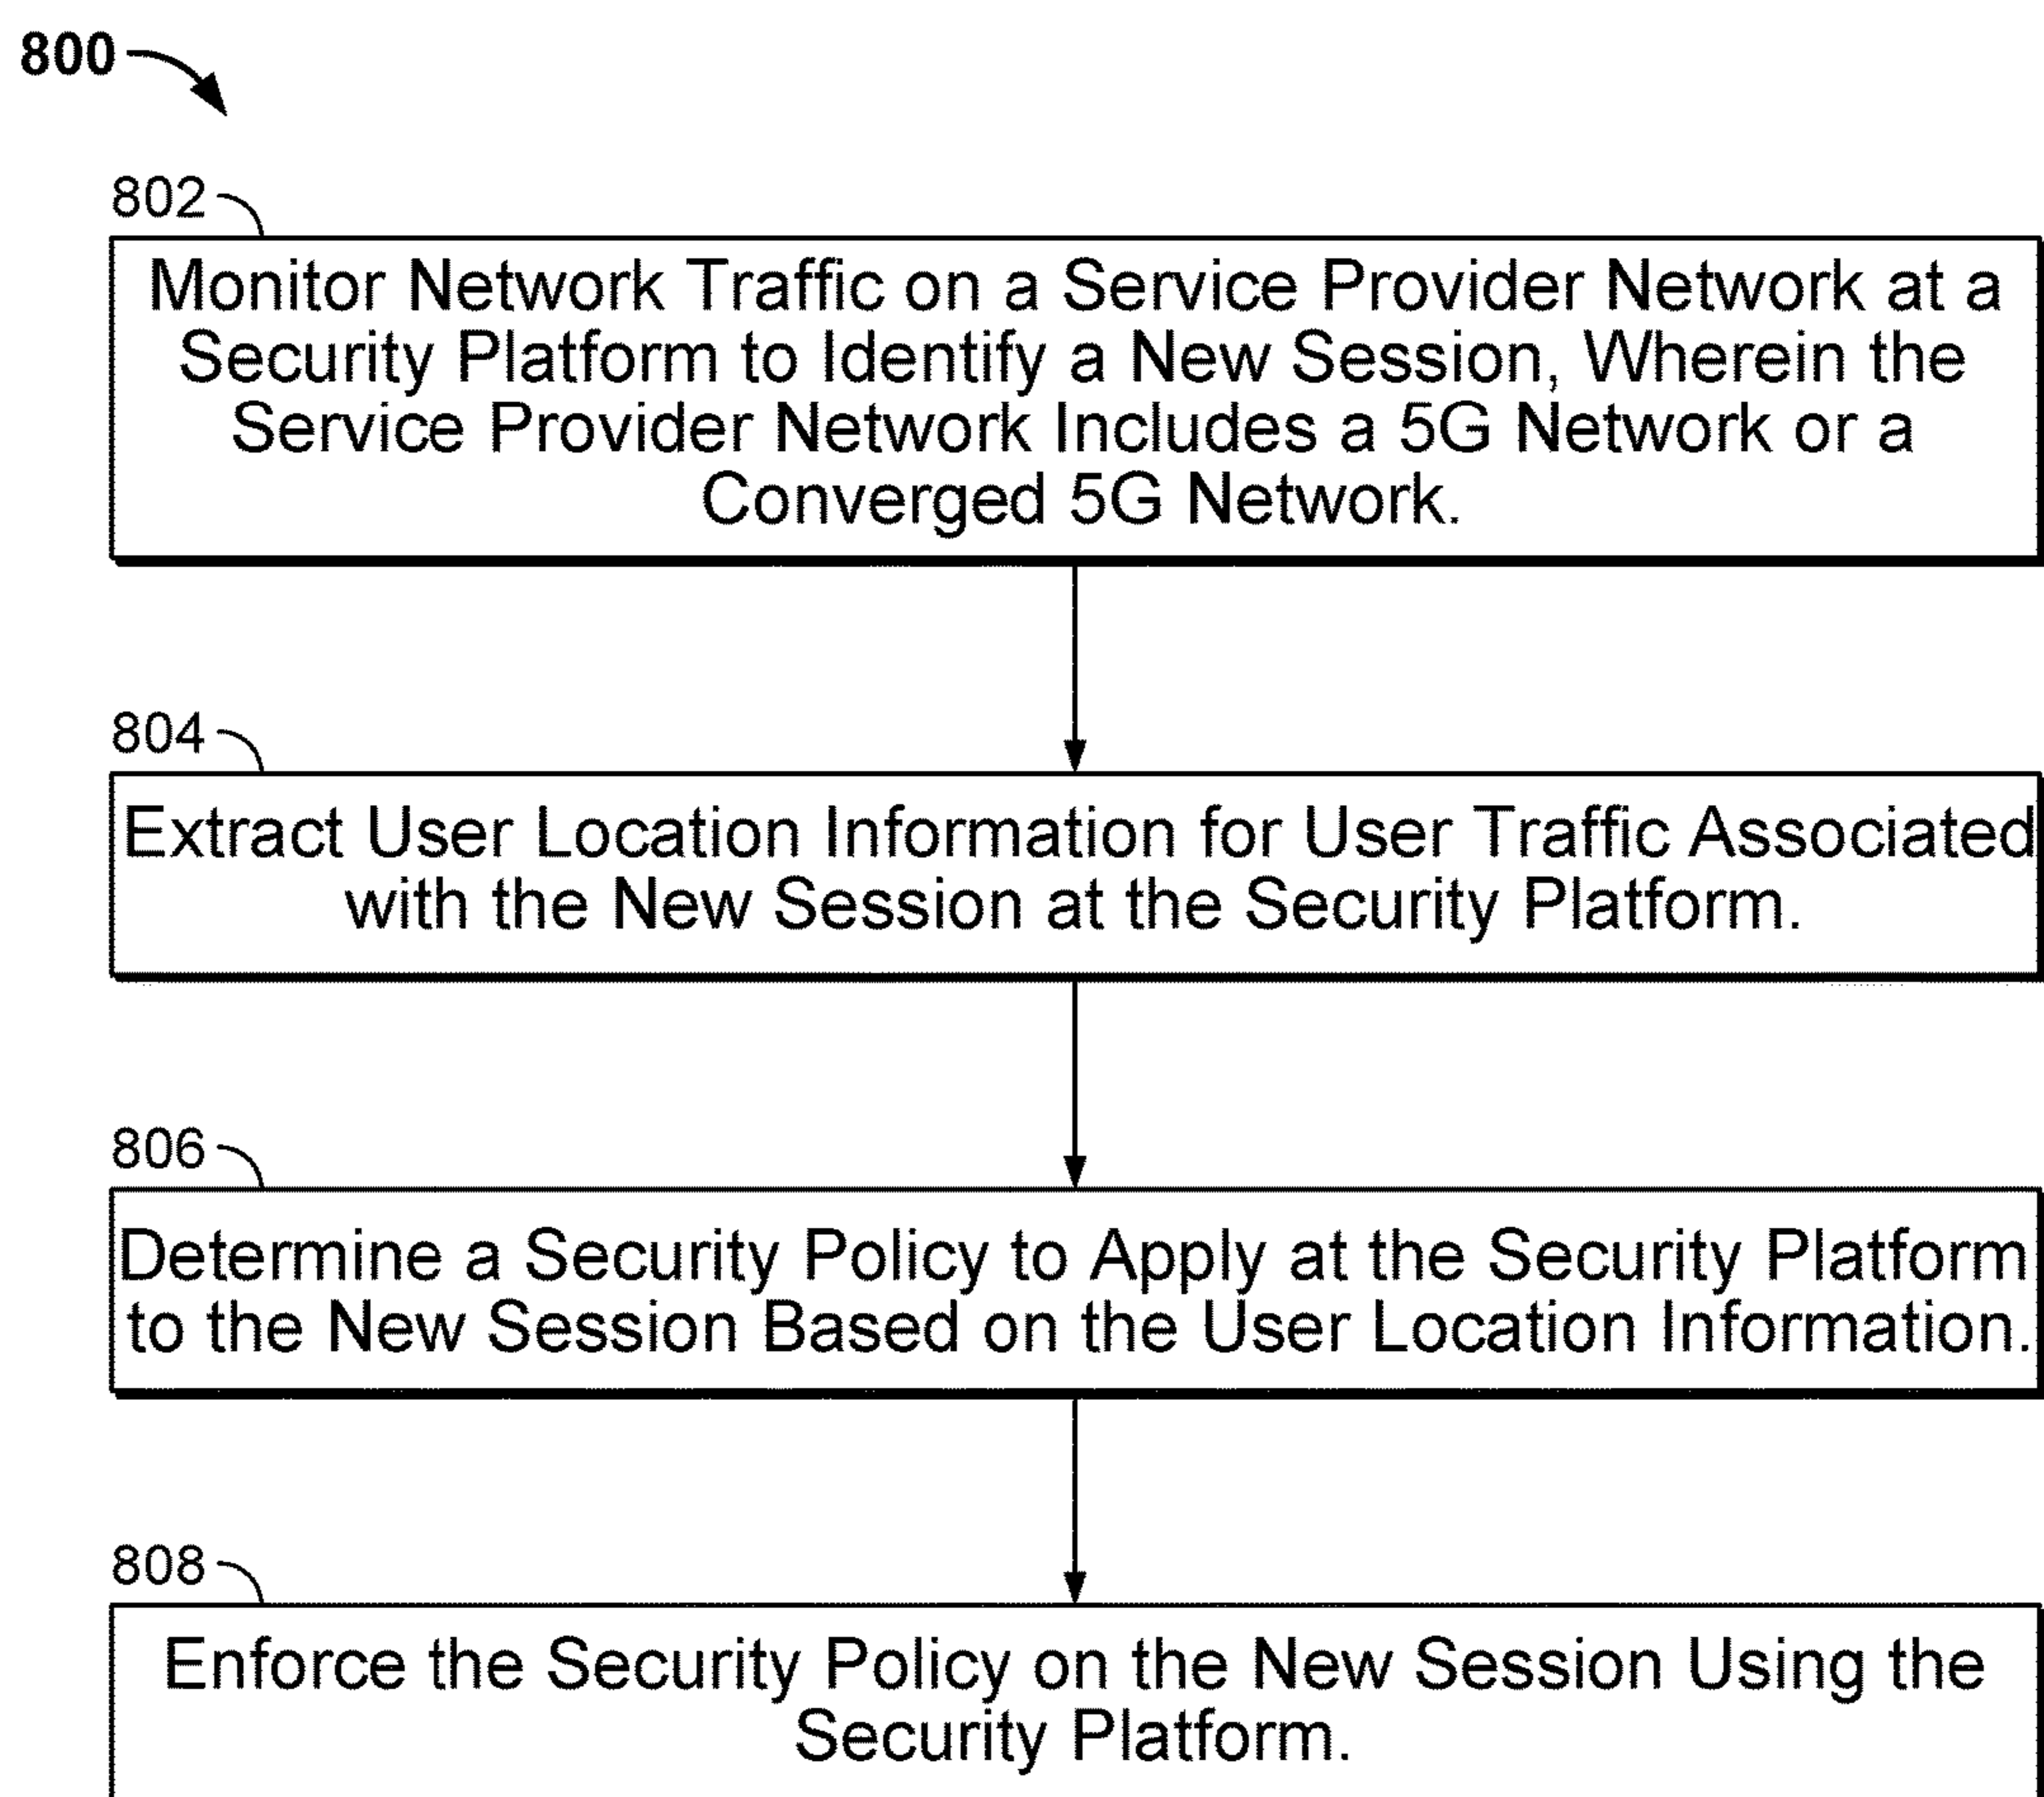 800
802
Monitor Network Traffic on a Service Provider Network at a
Security Platform to Identify a New Session, Wherein the
Service Provider Network Includes a 5G Network or a
Converged 5G Network.
804
Extract User Location Information for User Traffic Associated
with the New Session at the Security Platform.
806
Determine a Security Policy to Apply at the Security Platform
to the New Session Based on the User Location Information.
808
Enforce the Security Policy on the New Session Using the
Security Platform.